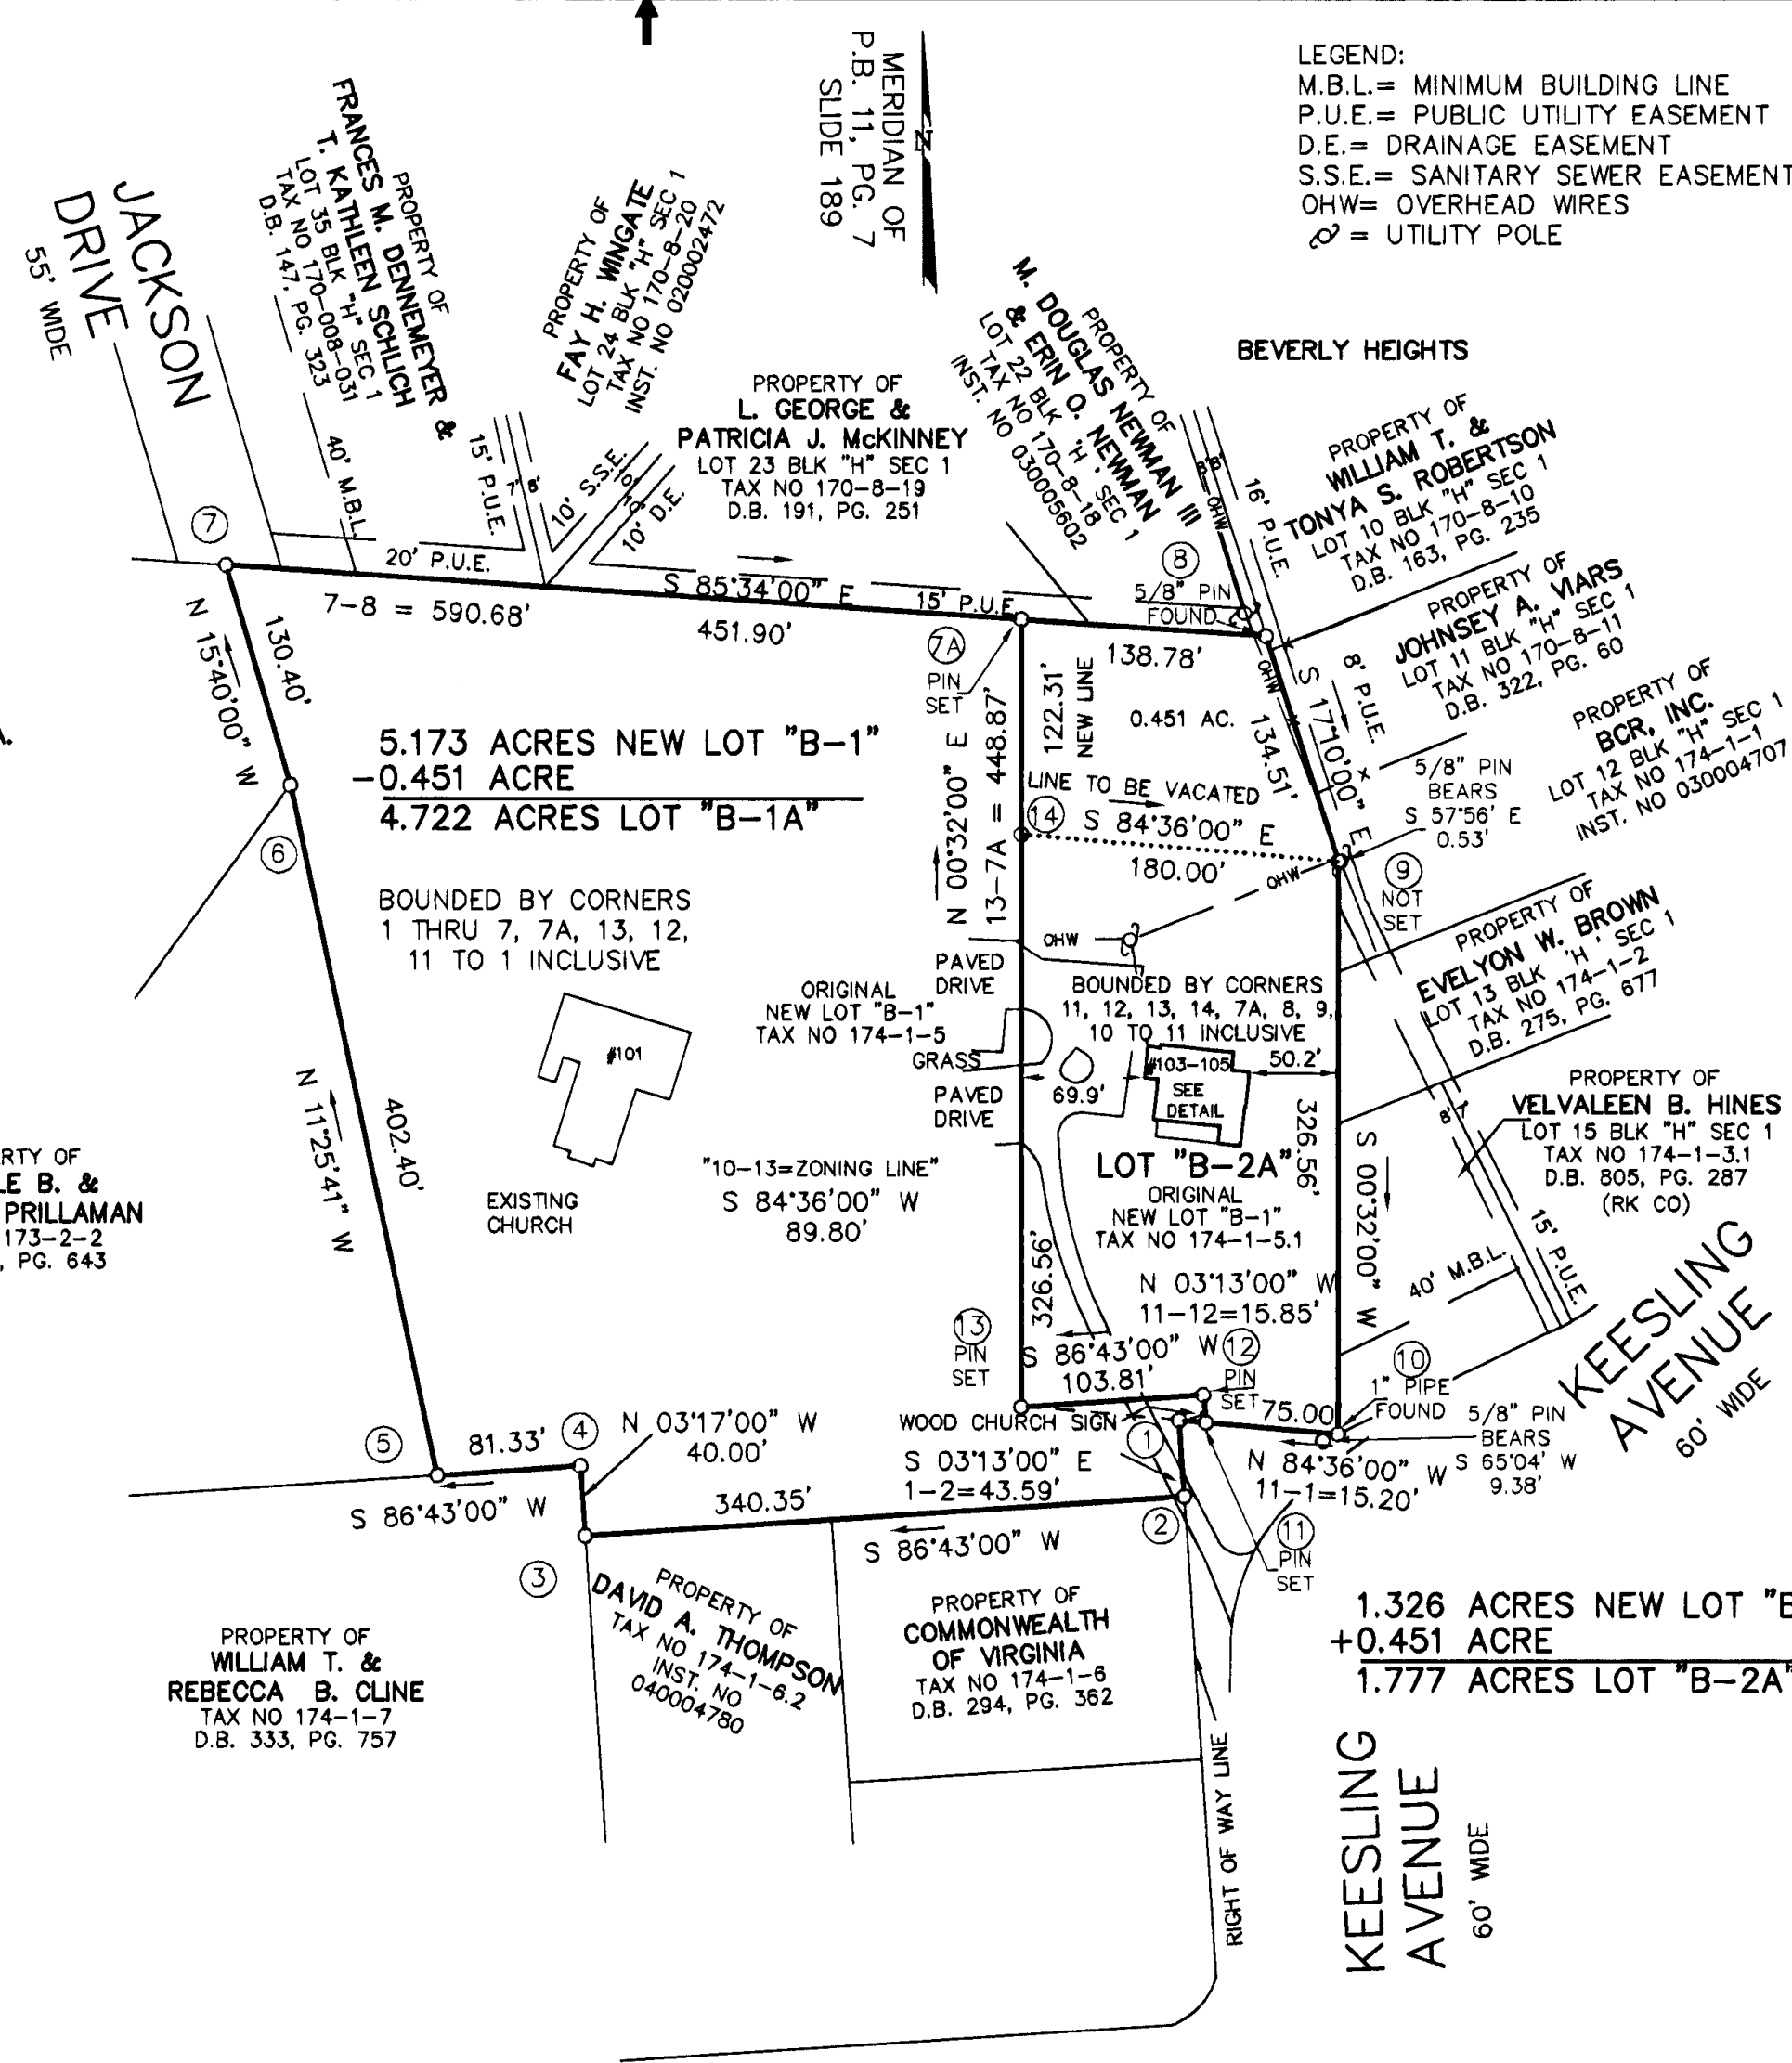 LEGEND:
M.B.L.= MINIMUM BUILDING LINE
P.U.E.= PUBLIC UTILITY EASEMENT
D.E.= DRAINAGE EASEMENT
S.S.E.= SANITARY SEWER EASEMENT
OHW= OVERHEAD WIRES
= UTILITY POLE
MERIDIAN OF
P.B. 11, PG. 7
SLIDE 189
N
JACKSON
DRIVE
55' WIDE
PROPERTY OF
FRANCES M. DENNEMEYER &
T. KATHLEEN SCHLICH
LOT 35 BLK "H" SEC 1
TAX NO 170-008-031
D.B. 147, PG. 323
40' M.B.L.
15' P.U.E.
7' 8'
PROPERTY OF
FAY H. WINGATE
LOT 24 BLK "H" SEC 1
TAX NO 170-8-20
INST. NO 020002472
10' S.S.E.
10'
10'
10' D.E.
PROPERTY OF
L. GEORGE &
PATRICIA J. McKINNEY
LOT 23 BLK "H" SEC 1
TAX NO 170-8-19
D.B. 191, PG. 251
PROPERTY OF
M. DOUGLAS NEWMAN III
& ERIN O. NEWMAN
LOT 22 BLK 'H' SEC 1
TAX NO 170-8-18
INST. NO 030005602
BEVERLY HEIGHTS
8' 8'
OHW
16' P.U.E.
PROPERTY OF
WILLIAM T. &
TONYA S. ROBERTSON
LOT 10 BLK "H" SEC 1
TAX NO 170-8-10
D.B. 163, PG. 235
PROPERTY OF
JOHNSEY A. VIARS
LOT 11 BLK "H" SEC 1
TAX NO 170-8-11
D.B. 322, PG. 60
PROPERTY OF
BCR, INC.
LOT 12 BLK "H" SEC 1
TAX NO 174-1-1
INST. NO 030004707
7
20' P.U.E.
S 85°34'00" E
15' P.U.E
7-8 = 590.68'
451.90'
8
5/8" PIN
FOUND
7A
PIN
SET
138.78'
N 15°40'00" W
130.40'
122.31'
NEW LINE
0.451 AC.
OHW
134.51'
S 17°10'00" E
8' P.U.E.
X
5/8" PIN
BEARS
S 57°56' E
0.53'
5.173 ACRES NEW LOT "B-1"
-0.451 ACRE
4.722 ACRES LOT "B-1A"
A.
N 00°32'00" E
13-7A = 448.87'
LINE TO BE VACATED
14
S 84°36'00" E
180.00'
OHW
9
NOT
SET
6
BOUNDED BY CORNERS
1 THRU 7, 7A, 13, 12,
11 TO 1 INCLUSIVE
PROPERTY OF
EVELYON W. BROWN
LOT 13 BLK 'H' SEC 1
TAX NO 174-1-2
D.B. 275, PG. 677
OHW
PAVED
DRIVE
BOUNDED BY CORNERS
11, 12, 13, 14, 7A, 8, 9,
10 TO 11 INCLUSIVE
ORIGINAL
NEW LOT "B-1"
TAX NO 174-1-5
#101
GRASS
PAVED
DRIVE
69.9'
#103-105
SEE
DETAIL
50.2'
326.56'
S 00°32'00" W
8' 7'
PROPERTY OF
VELVALEEN B. HINES
LOT 15 BLK "H" SEC 1
TAX NO 174-1-3.1
D.B. 805, PG. 287
(RK CO)
N 11°25'41" W
402.40'
RTY OF
LE B. &
PRILLAMAN
173-2-2
, PG. 643
EXISTING
CHURCH
"10-13=ZONING LINE"
S 84°36'00" W
89.80'
LOT "B-2A"
ORIGINAL
NEW LOT "B-1"
TAX NO 174-1-5.1
15' P.U.E.
40' M.B.L.
326.56'
N 03°13'00" W
11-12=15.85'
KEESLING
AVENUE
60' WIDE
13
PIN
SET
S 86°43'00" W
103.81'
12
PIN
SET
10
1" PIPE
FOUND
75.00
WOOD CHURCH SIGN
1
5/8" PIN
BEARS
S 65°04' W
9.38'
5
81.33'
4
N 03°17'00" W
40.00'
S 03°13'00" E
1-2=43.59'
N 84°36'00" W
11-1=15.20'
S 86°43'00" W
340.35'
S 86°43'00" W
2
11
PIN
SET
3
PROPERTY OF
DAVID A. THOMPSON
TAX NO 174-1-6.2
INST. NO
040004780
PROPERTY OF
COMMONWEALTH
OF VIRGINIA
TAX NO 174-1-6
D.B. 294, PG. 362
PROPERTY OF
WILLIAM T. &
REBECCA B. CLINE
TAX NO 174-1-7
D.B. 333, PG. 757
1.326 ACRES NEW LOT "B
+0.451 ACRE
1.777 ACRES LOT "B-2A"
RIGHT OF WAY LINE
KEESLING
AVENUE
60' WIDE